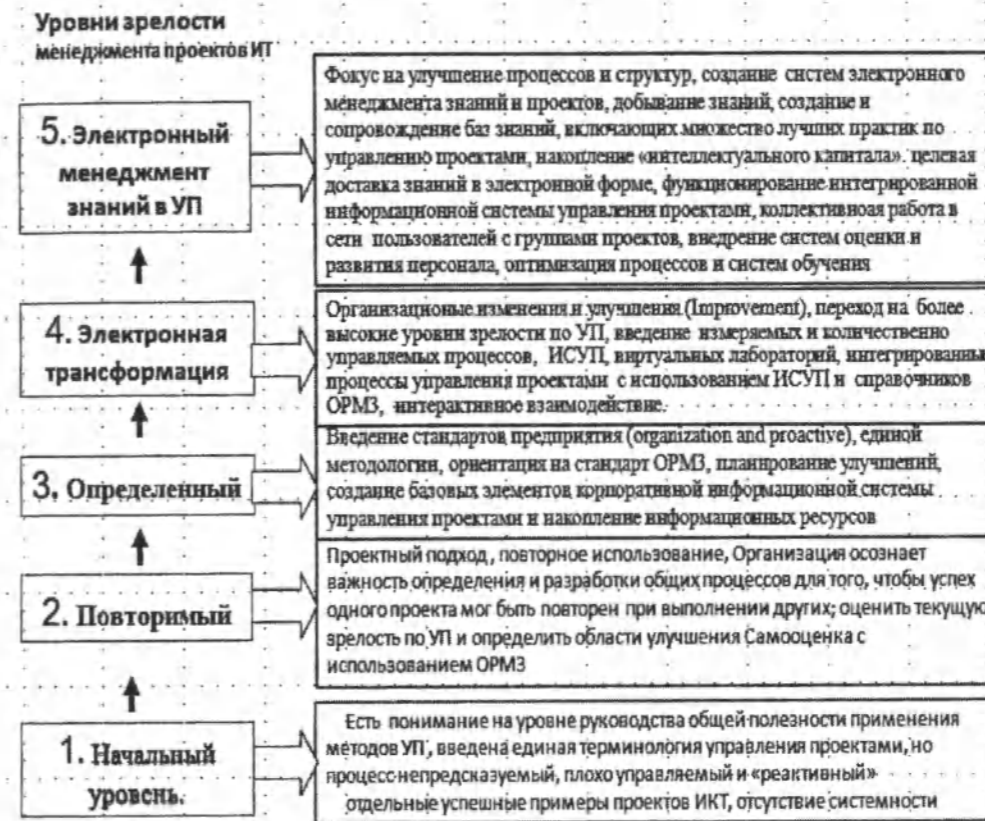 Уровни зрелости
менеджмента проектов ИТ
5. Электронный
менеджмент
знаний в УП
Фокус на улучшение процессов и структур, создание систем электронного
менеджмента знаний и проектов, добывание знаний, создание и
сопровождение баз знаний, включающих множество лучших практик по
управлению проектами, накопление «интеллектуального капитала». целевая
доставка знаний в электронной форме, функционирование интегрированной
информационной системы управления проектами, коллективноая работа в
сети пользователей с группами проектов, внедрение систем оценки и
развития персонала, оптимизация процессов и систем обучения
4. Электронная
трансформация
Организационые изменения и улучшения (Improvement), переход на более
высокие уровни зрелости по УП, введение измеряемых и количественно
управляемых процессов, ИСУП, виртуальных лабораторий, интегрированны
процессы управления проектами с использованием ИСУП и справочников
ОРМ3, интерактивное взаимодействие.
3. Определенный
Введение стандартов предприятия (organization and proactive), единой
методологии, ориентация на стандарт ОРМ3, планирование улучшений,
создание базовых элементов корпоративной информационной системы
управления проектами и накопление информационных ресурсов
2. Повторимый
Проектный подход, повторное использование, Организация осознает
важность определения и разработки общих процессов для того, чтобы успех
одного проекта мог быть повторен при выполнении других; оценить текущую
зрелость по УП и определить области улучшения Самооценка с
использованием ОРМ3
1. Начальный
уровень.
Есть понимание на уровне руководства общей полезности применения
методов УП, введена единая терминология управления проектами, но
процесс непредсказуемый, плохо управляемый и «реактивный»
отдельные успешные примеры проектов ИКТ, отсутствие системности